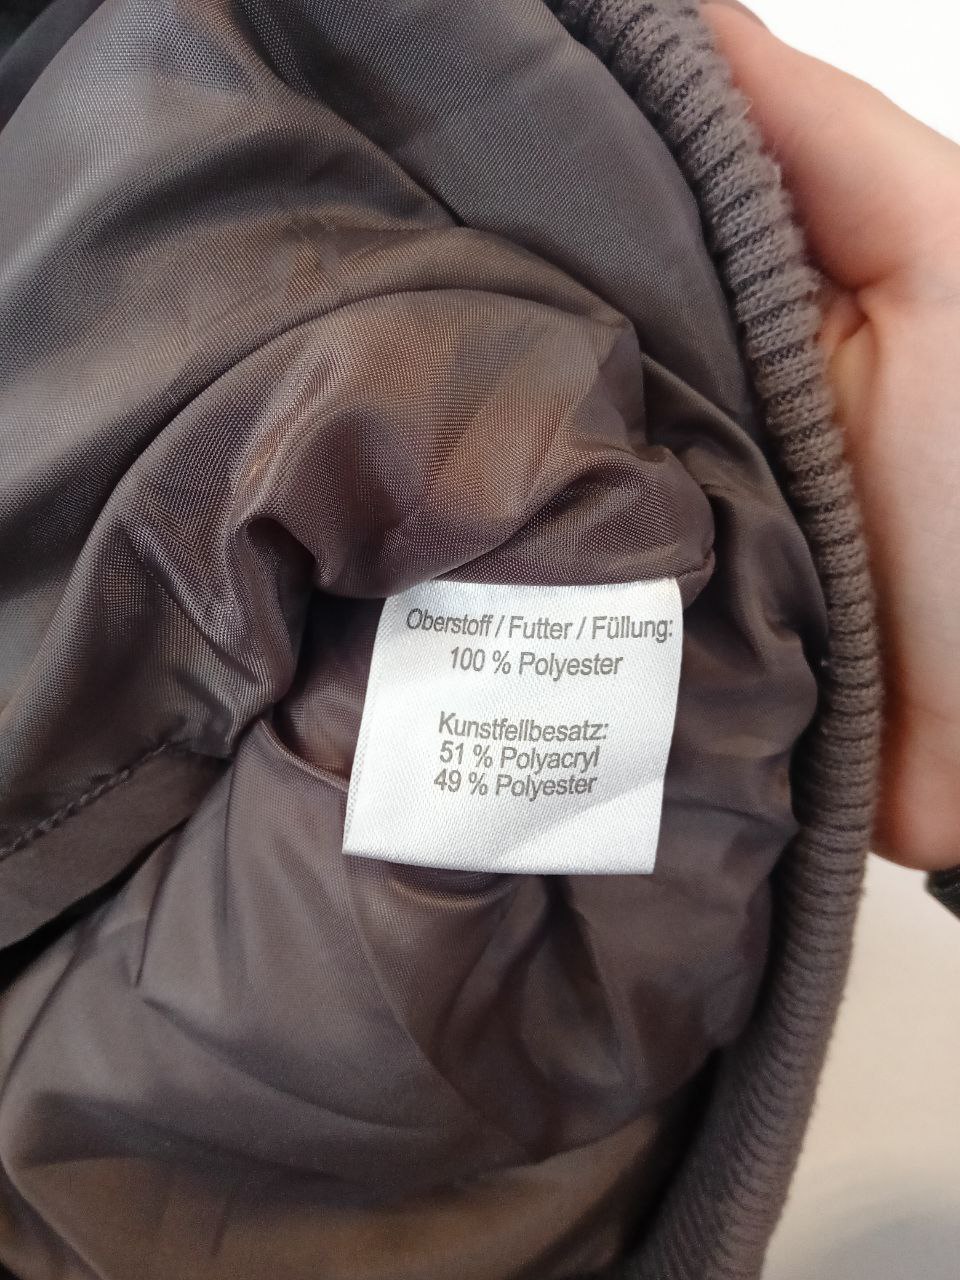 Oberstoff / Futter / Füllung:
100 % Polyester
Kunstfellbesatz:
51 % Polyacryl
49 % Polyester